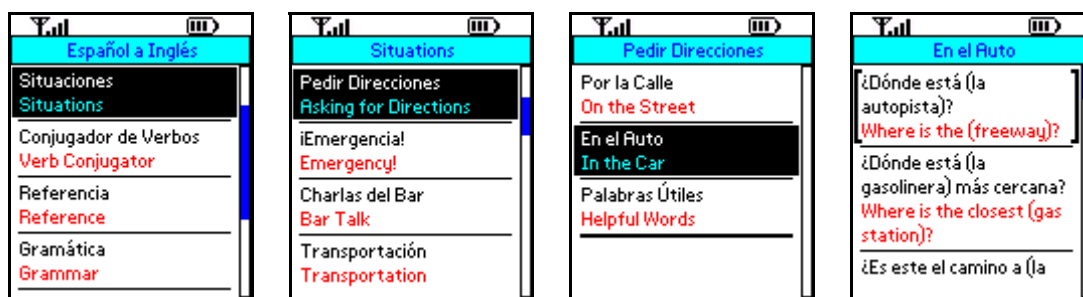 Español a Inglés
Situaciones
Situations
Conjugador de Verbos
Verb Conjugator
Referencia
Reference
Gramática
Grammar
Situations
Pedir Direcciones
Asking for Directions
¡Emergencia!
Emergency!
Charlas del Bar
Bar Talk
Transportación
Transportation
Pedir Direcciones
Por la Calle
On the Street
En el Auto
In the Car
Palabras Útiles
Helpful Words
En el Auto
¿Dónde está (la
autopista)?
Where is the (freeway)?
¿Dónde está (la
gasolinera) más cercana?
Where is the closest (gas
station)?
¿Es este el camino a (la